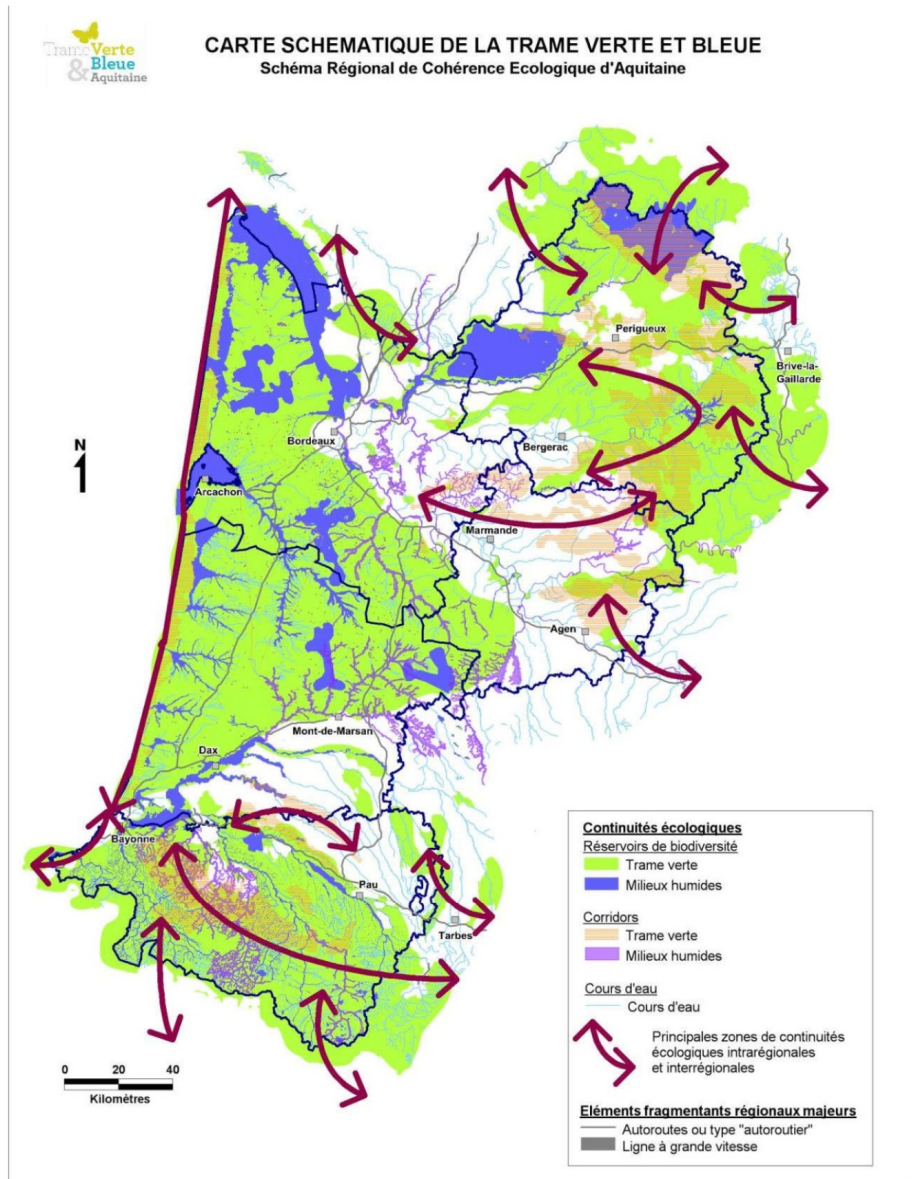 Trame Verte
& Bleue
Aquitaine
CARTE SCHEMATIQUE DE LA TRAME VERTE ET BLEUE
Schéma Régional de Cohérence Ecologique d'Aquitaine
Perigueux
Brive-la-
Gaillarde
Bordeaux
Bergerac
N
Arcachon
Marmande
Agen
Mont-de-Marsan
Dax
Bayonne
Pau
Tarbes
0 20 40
Kilomètres
Continuités écologiques
Réservoirs de biodiversité
Trame verte
Milieux humides
Corridors
Trame verte
Milieux humides
Cours d'eau
Cours d'eau
Principales zones de continuités
écologiques intrarégionales
et interrégionales
Eléments fragmentants régionaux majeurs
Autoroutes ou type "autoroutier"
Ligne à grande vitesse